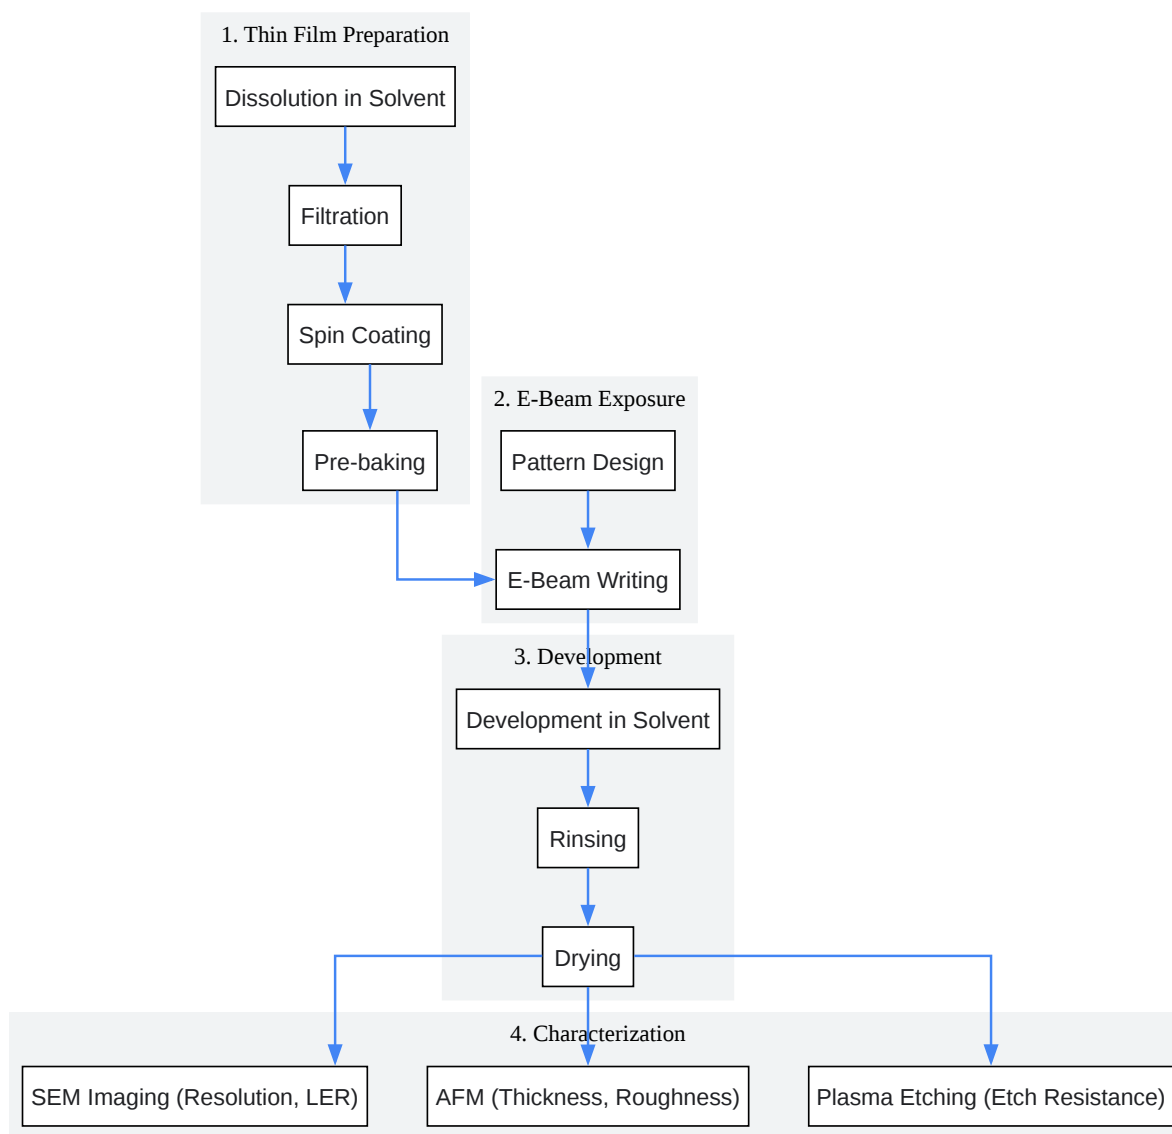 1. Thin Film Preparation
Dissolution in Solvent
Filtration
Spin Coating
Pre-baking
2. E-Beam Exposure
Pattern Design
E-Beam Writing
3. Development
Development in Solvent
Rinsing
Drying
4. Characterization
SEM Imaging (Resolution, LER)
AFM (Thickness, Roughness)
Plasma Etching (Etch Resistance)